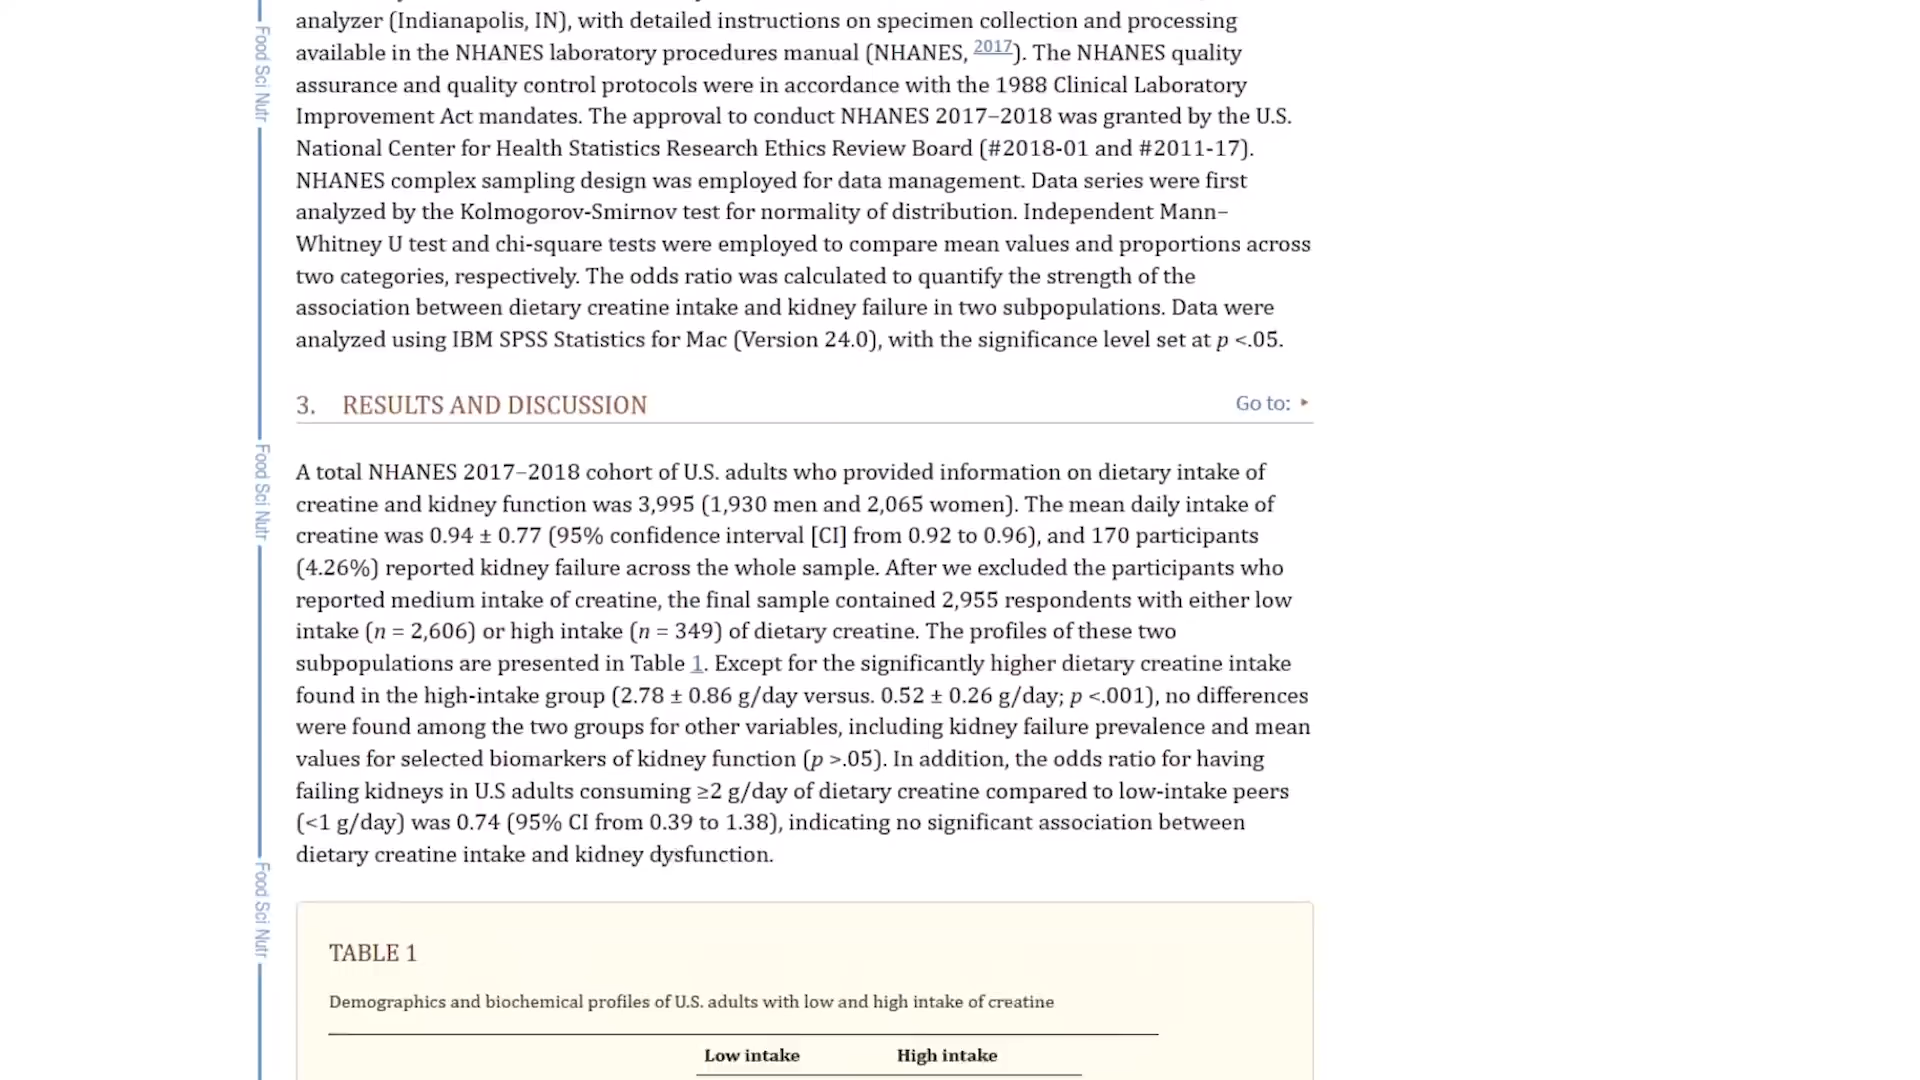 analyzer (Indianapolis, IN), with detailed instructions on specimen collection and processing
available in the NHANES laboratory procedures manual (NHANES, 2017). The NHANES quality
assurance and quality control protocols were in accordance with the 1988 Clinical Laboratory
Improvement Act mandates. The approval to conduct NHANES 2017–2018 was granted by the U.S.
National Center for Health Statistics Research Ethics Review Board (#2018-01 and #2011-17).
NHANES complex sampling design was employed for data management. Data series were first
analyzed by the Kolmogorov-Smirnov test for normality of distribution. Independent Mann–
Whitney U test and chi-square tests were employed to compare mean values and proportions across
two categories, respectively. The odds ratio was calculated to quantify the strength of the
association between dietary creatine intake and kidney failure in two subpopulations. Data were
analyzed using IBM SPSS Statistics for Mac (Version 24.0), with the significance level set at p <.05.
3. RESULTS AND DISCUSSION
Go to:
A total NHANES 2017–2018 cohort of U.S. adults who provided information on dietary intake of
creatine and kidney function was 3,995 (1,930 men and 2,065 women). The mean daily intake of
creatine was 0.94 ± 0.77 (95% confidence interval [CI] from 0.92 to 0.96), and 170 participants
(4.26%) reported kidney failure across the whole sample. After we excluded the participants who
reported medium intake of creatine, the final sample contained 2,955 respondents with either low
intake (n = 2,606) or high intake (n = 349) of dietary creatine. The profiles of these two
subpopulations are presented in Table 1. Except for the significantly higher dietary creatine intake
found in the high-intake group (2.78 ± 0.86 g/day versus. 0.52 ± 0.26 g/day; p <.001), no differences
were found among the two groups for other variables, including kidney failure prevalence and mean
values for selected biomarkers of kidney function (p >.05). In addition, the odds ratio for having
failing kidneys in U.S adults consuming ≥2 g/day of dietary creatine compared to low-intake peers
(<1 g/day) was 0.74 (95% CI from 0.39 to 1.38), indicating no significant association between
dietary creatine intake and kidney dysfunction.
TABLE 1
Demographics and biochemical profiles of U.S. adults with low and high intake of creatine
Low intake
High intake
Food Sci Nutr
Food Sci Nutr
Food Sci Nutr